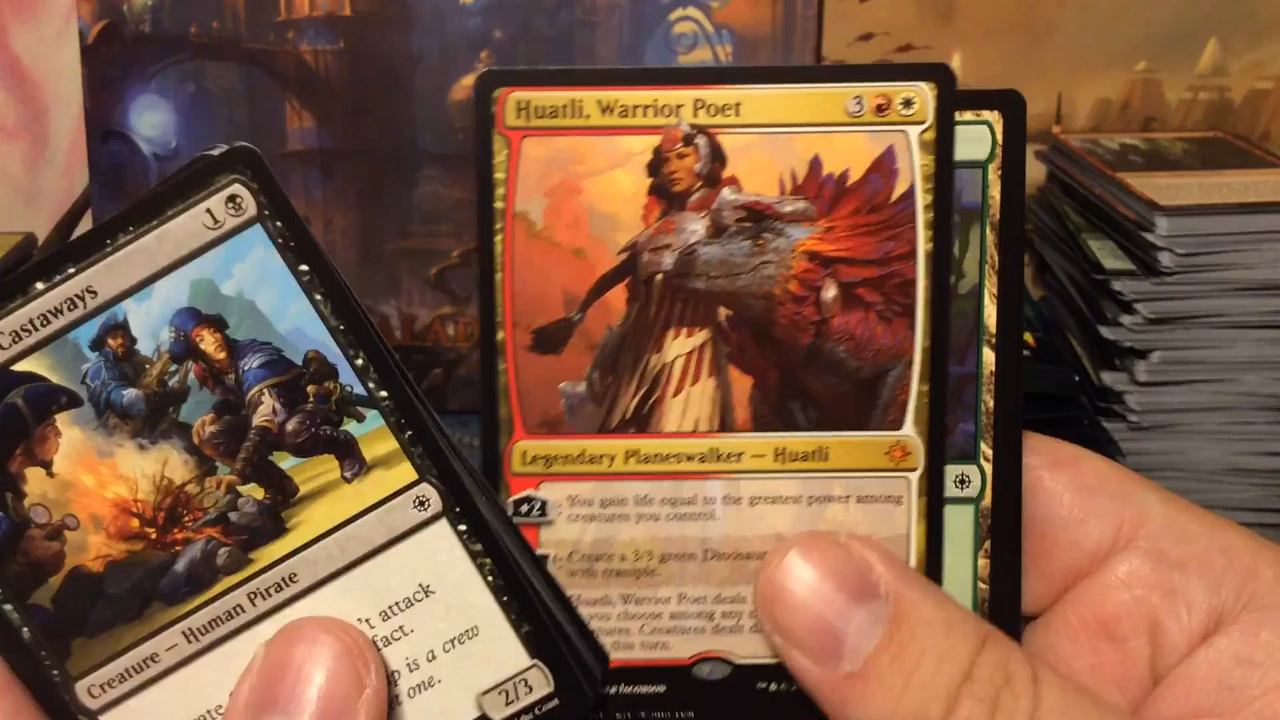 Castaways
1
Creature — Human Pirate
't attack
fact.
p is a crew
t one.
2/3
Huatli, Warrior Poet
3
Legendary Planeswalker — Huatli
+2
: You gain life equal to the greatest power among
creatures you control.
: Create a 3/3 green Dinosaur
with trample.
Huatli, Warrior Poet deals
you choose among any
Creatures dealt d
this turn.